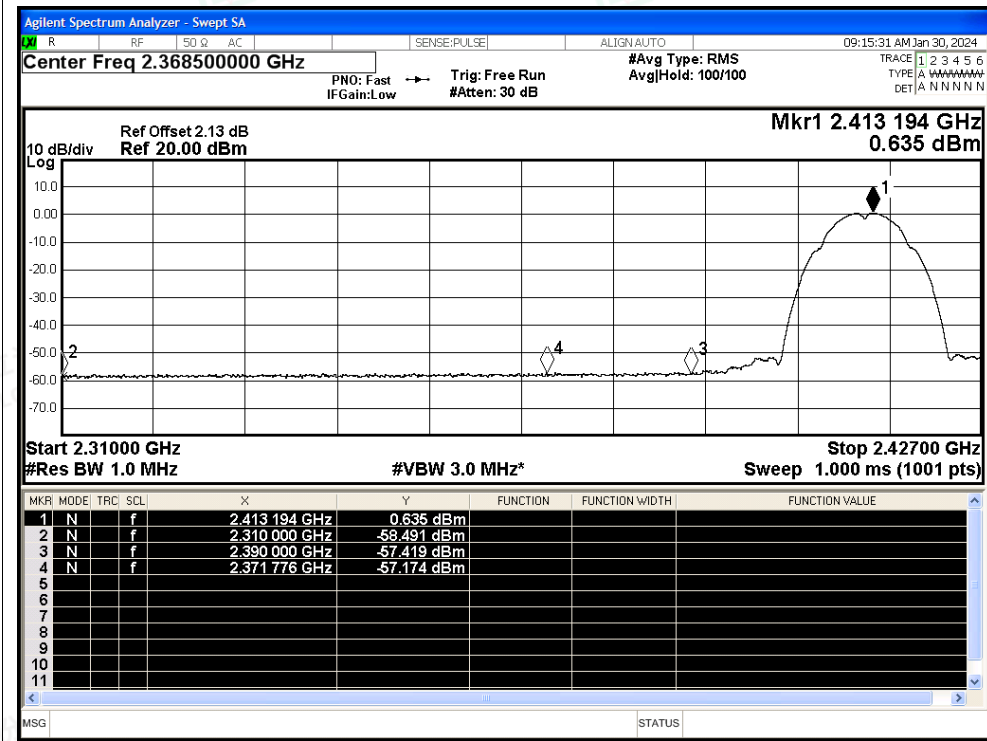 Agilent Spectrum Analyzer - Swept SA
LXI R RF 50 Ω AC SENSE:PULSE ALIGN AUTO 09:15:31 AM Jan 30, 2024
Center Freq 2.368500000 GHz
PNO: Fast
IFGain:Low
Trig: Free Run
#Atten: 30 dB
#Avg Type: RMS
Avg|Hold: 100/100
TRACE 1 2 3 4 5 6
TYPE A WWWWW
DET A N N N N N
Ref Offset 2.13 dB
10 dB/div Ref 20.00 dBm
Log
Mkr1 2.413 194 GHz
0.635 dBm
10.0
0.00
-10.0
-20.0
-30.0
-40.0
-50.0
-60.0
-70.0
1
2
4
3
Start 2.31000 GHz Stop 2.42700 GHz
#Res BW 1.0 MHz #VBW 3.0 MHz* Sweep 1.000 ms (1001 pts)
MKR MODE TRC SCL X Y FUNCTION FUNCTION WIDTH FUNCTION VALUE
1 N f 2.413 194 GHz 0.635 dBm
2 N f 2.310 000 GHz -58.491 dBm
3 N f 2.390 000 GHz -57.419 dBm
4 N f 2.371 776 GHz -57.174 dBm
5
6
7
8
9
10
11
MSG STATUS